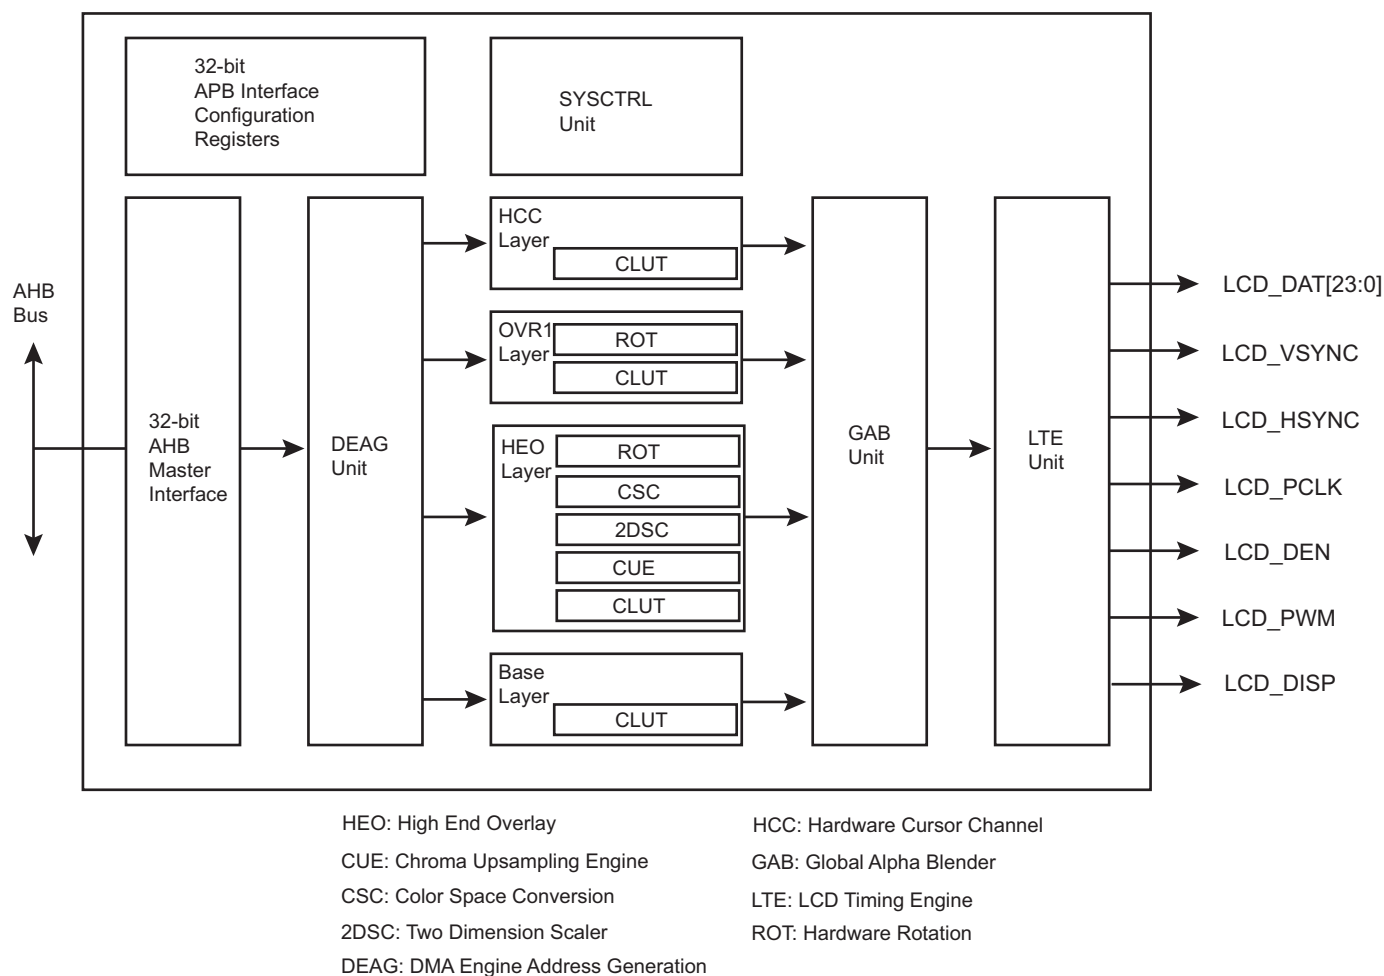 32-bit
APB Interface
Configuration
Registers
SYSCTRL
Unit
AHB
Bus
32-bit
AHB
Master
Interface
DEAG
Unit
HCC
Layer
CLUT
OVR1
Layer
ROT
CLUT
HEO
Layer
ROT
CSC
2DSC
CUE
CLUT
Base
Layer
CLUT
GAB
Unit
LTE
Unit
LCD_DAT[23:0]
LCD_VSYNC
LCD_HSYNC
LCD_PCLK
LCD_DEN
LCD_PWM
LCD_DISP
HEO: High End Overlay
CUE: Chroma Upsampling Engine
CSC: Color Space Conversion
2DSC: Two Dimension Scaler
DEAG: DMA Engine Address Generation
HCC: Hardware Cursor Channel
GAB: Global Alpha Blender
LTE: LCD Timing Engine
ROT: Hardware Rotation